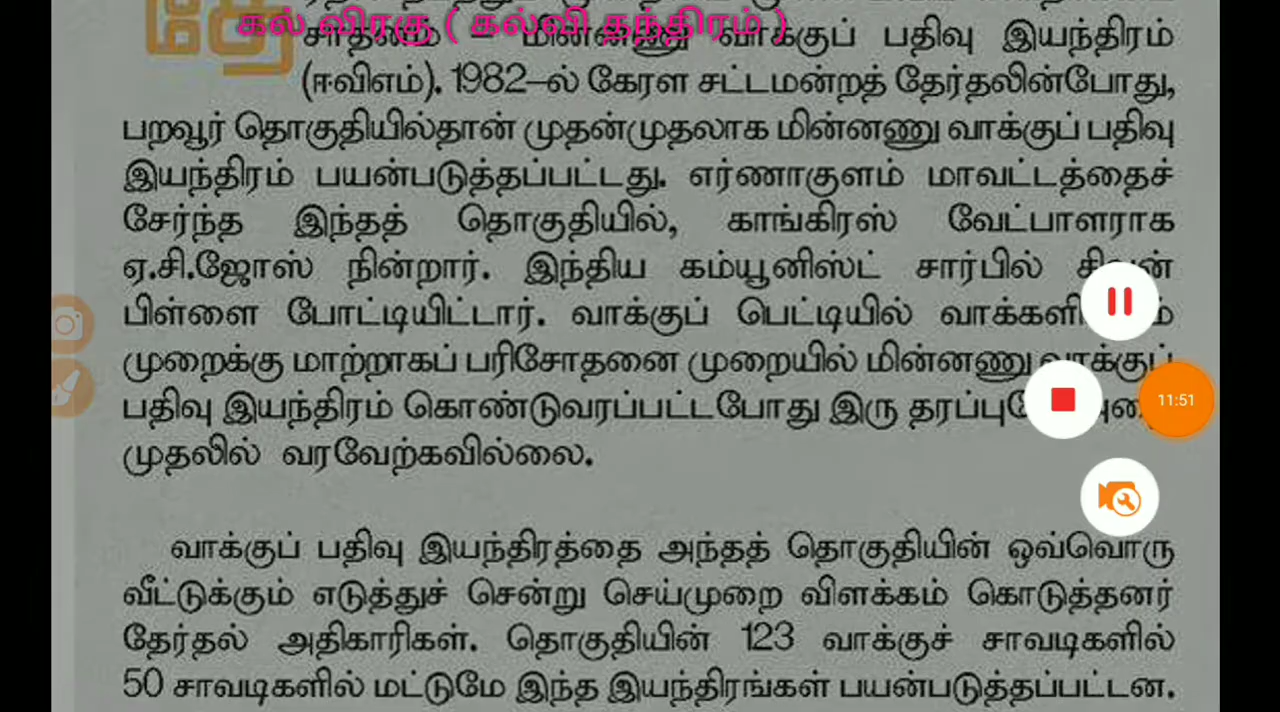 கல் விரகு ( கல்வி தந்திரம் )
தே
சாதனம் – மின்னணு வாக்குப் பதிவு இயந்திரம்
(ஈவிஎம்). 1982–ல் கேரள சட்டமன்றத் தேர்தலின்போது,
பறவூர் தொகுதியில்தான் முதன்முதலாக மின்னணு வாக்குப் பதிவு
இயந்திரம் பயன்படுத்தப்பட்டது. எர்ணாகுளம் மாவட்டத்தைச்
சேர்ந்த இந்தத் தொகுதியில், காங்கிரஸ் வேட்பாளராக
ஏ.சி.ஜோஸ் நின்றார். இந்திய கம்யூனிஸ்ட் சார்பில் சிவன்
பிள்ளை போட்டியிட்டார். வாக்குப் பெட்டியில்
முறைக்கு மாற்றாகப் பரிசோதனை முறையில் மின்னணு வாக்குப்
பதிவு இயந்திரம் கொண்டுவரப்பட்டபோது இரு
11:51
முதலில் வரவேற்கவில்லை.
வாக்குப் பதிவு இயந்திரத்தை அந்தத் தொகுதியின் ஒவ்வொரு
வீட்டுக்கும் எடுத்துச் சென்று செய்முறை விளக்கம் கொடுத்தனர்
தேர்தல் அதிகாரிகள். தொகுதியின் 123 வாக்குச் சாவடிகளில்
50 சாவடிகளில் மட்டுமே இந்த இயந்திரங்கள் பயன்படுத்தப்பட்டன.